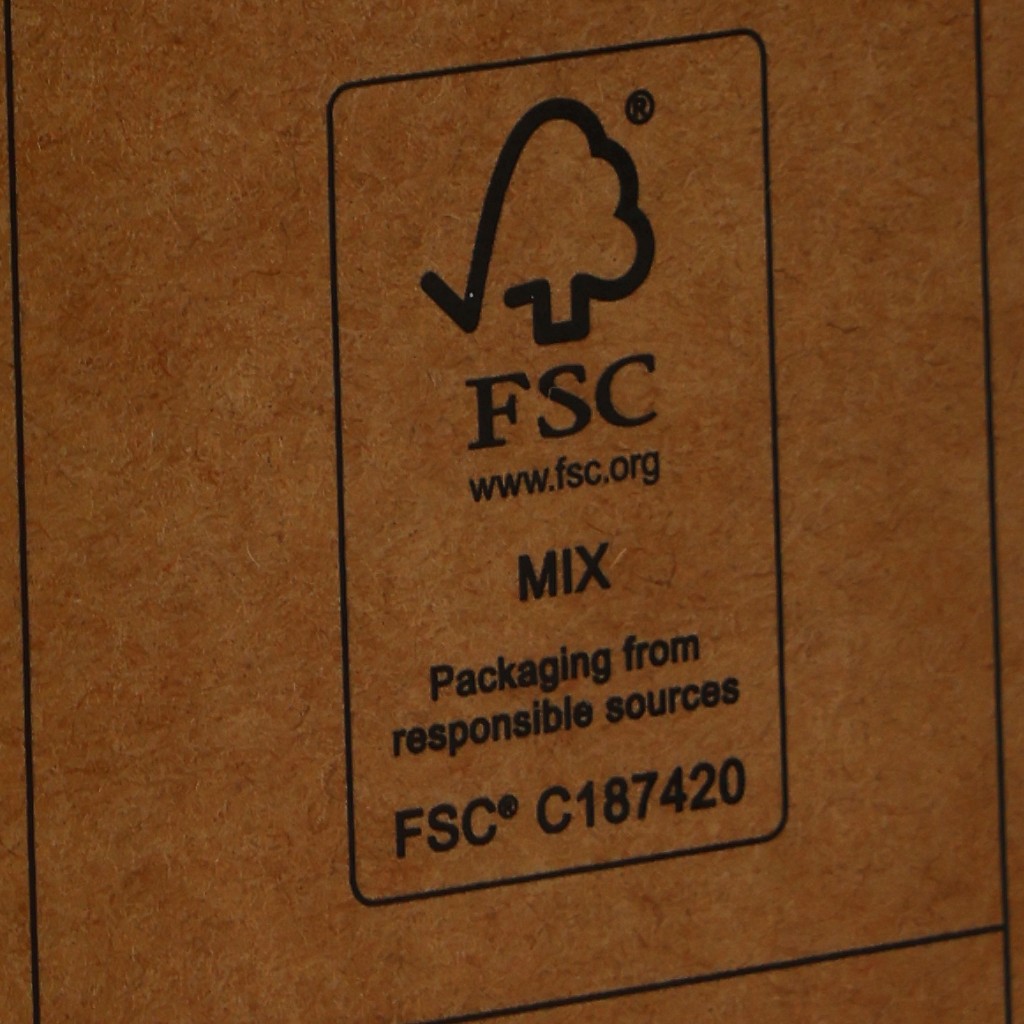 ®
FSC
www.fsc.org
MIX
Packaging from
responsible sources
FSC® C187420